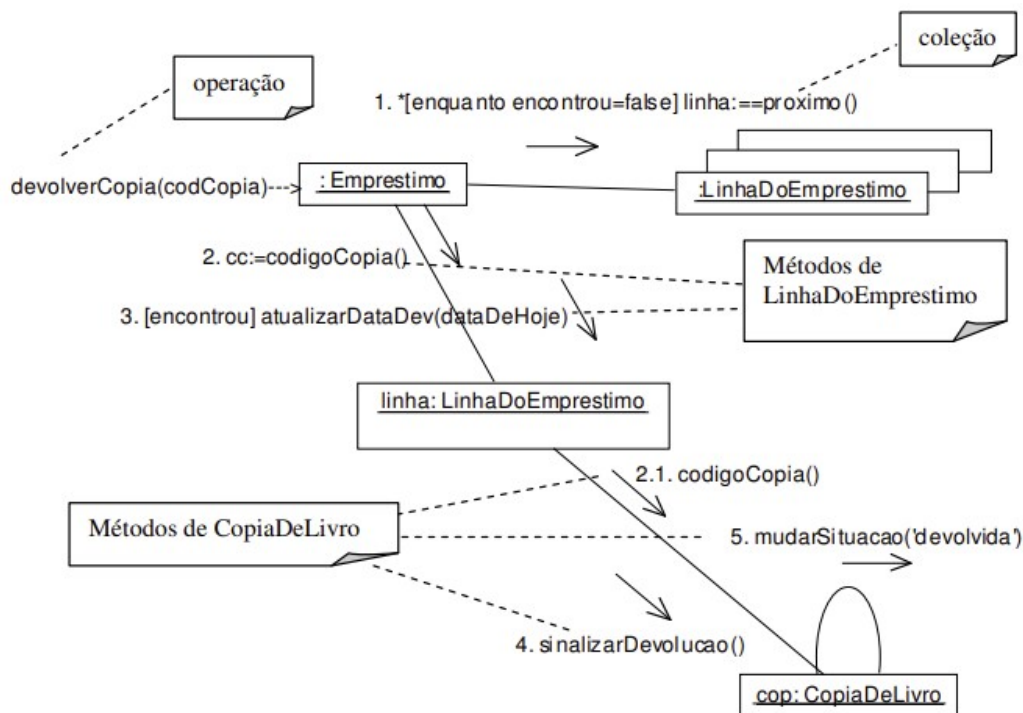 coleção
operação
1. *[enquanto encontrou=false] linha:==proximo()
devolverCopia(codCopia)--->
: Emprestimo
:LinhaDoEmprestimo
2. cc:=codigoCopia()
Métodos de
LinhaDoEmprestimo
3. [encontrou] atualizarDataDev(dataDeHoje)
linha: LinhaDoEmprestimo
2.1. codigoCopia()
Métodos de CopiaDeLivro
5. mudarSituacao('devolvida')
4. sinalizarDevolucao()
cop: CopiaDeLivro